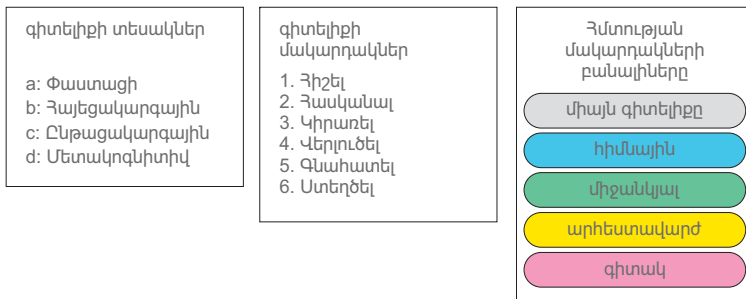 գիտելիքի տեսակներ
a: Փաստացի
b: Հայեցակարգային
c: Ընթացակարգային
d: Մետակոգնիտիվ
գիտելիքի
մակարդակներ
1. Հիշել
2. Հասկանալ
3. Կիրառել
4. Վերլուծել
5. Գնահատել
6. Ստեղծել
Հմտության
մակարդակների
բանալիները
միայն գիտելիքը
հիմնային
միջանկյալ
արհեստավարժ
գիտակ